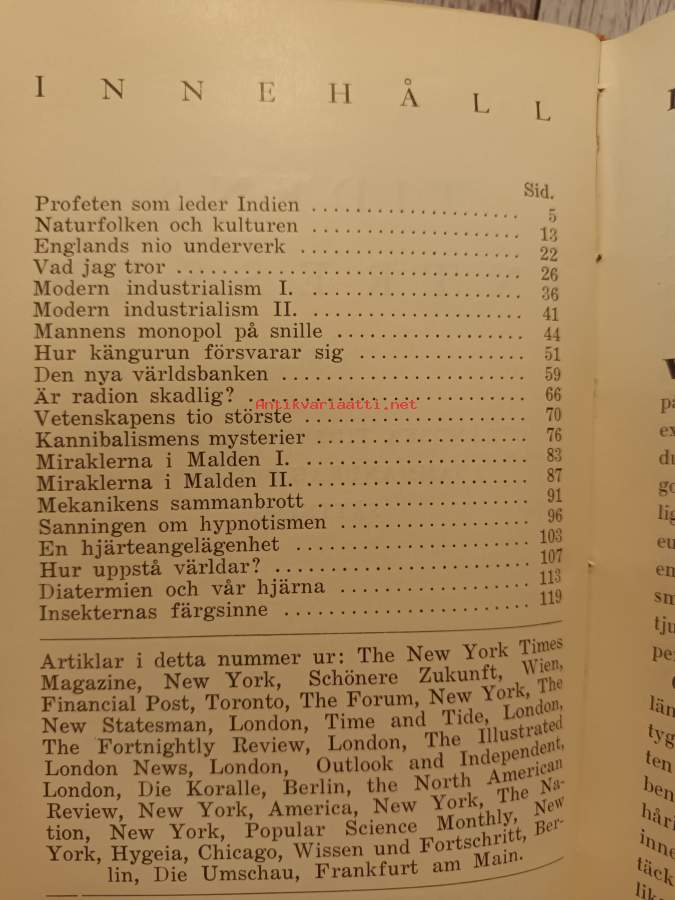 INNEHÅLL
Sid.
Profeten som leder Indien .................... 5
Naturfolken och kulturen .................... 13
Englands nio underverk .................... 22
Vad jag tror .................... 26
Modern industrialism I. .................... 36
Modern industrialism II. .................... 41
Mannens monopol på snille .................... 44
Hur kängurun försvarar sig .................... 51
Den nya världsbanken .................... 59
Är radion skadlig? .................... 66
Antikvariaatti.net
Vetenskapens tio störste .................... 70
Kannibalismens mysterier .................... 76
Miraklerna i Malden I. .................... 83
Miraklerna i Malden II. .................... 87
Mekanikens sammanbrott .................... 91
Sanningen om hypnotismen .................... 96
En hjärteangelägenhet .................... 103
Hur uppstå världar? .................... 107
Diatermien och vår hjärna .................... 113
Insekternas färgsinne .................... 119
Artiklar i detta nummer ur: The New York Times
Magazine, New York, Schönere Zukunft, Wien,
Financial Post, Toronto, The Forum, New York, The
New Statesman, London, Time and Tide, London,
The Fortnightly Review, London, The Illustrated
London News, London, Outlook and Independent,
London, Die Koralle, Berlin, the North American
Review, New York, America, New York, The Na-
tion, New York, Popular Science Monthly, New
York, Hygeia, Chicago, Wissen und Fortschritt, Ber-
lin, Die Umschau, Frankfurt am Main.